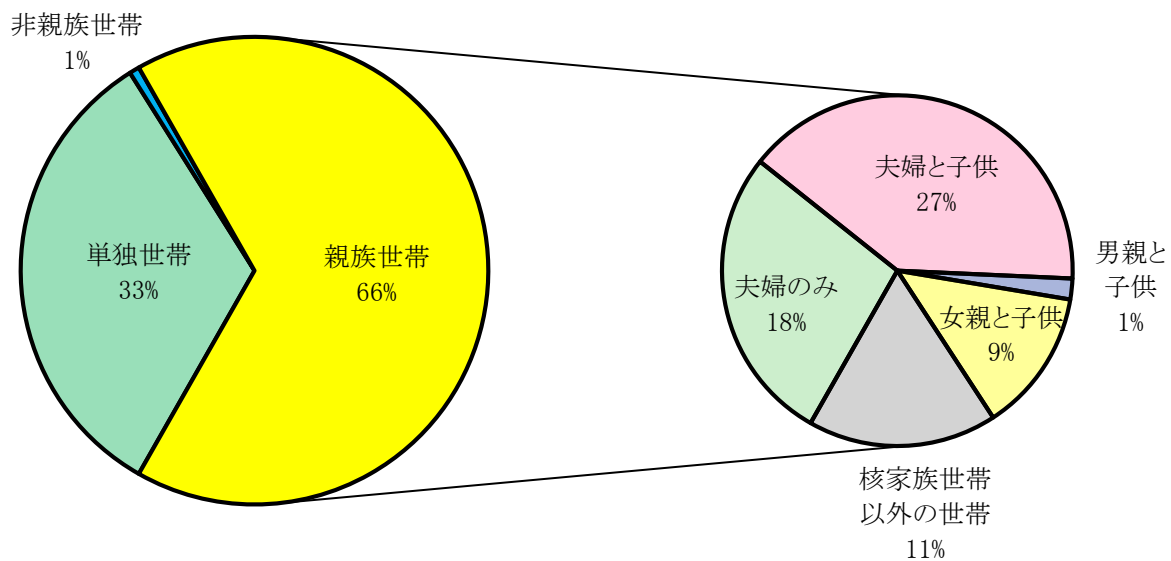 非親族世帯
1%
単独世帯
33%
親族世帯
66%
夫婦と子供
27%
男親と
子供
1%
女親と子供
9%
夫婦のみ
18%
核家族世帯
以外の世帯
11%